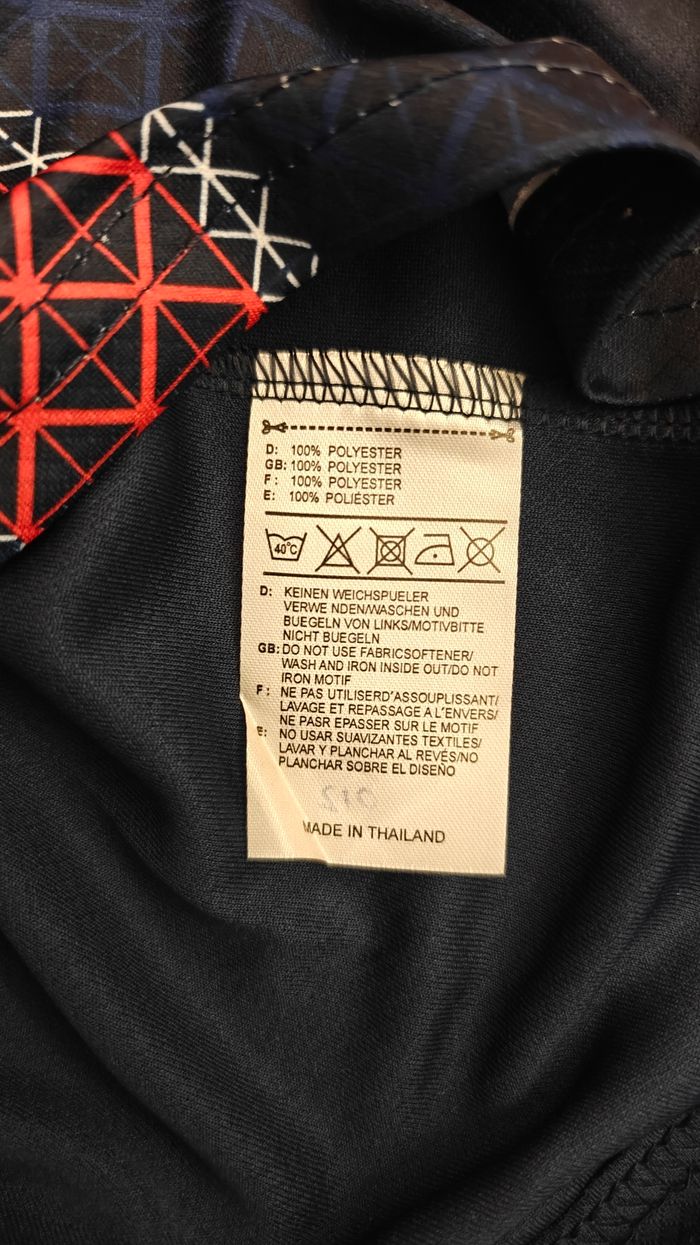 D: 100% POLYESTER
GB: 100% POLYESTER
F: 100% POLYESTER
E: 100% POLIÉSTER
40°C
D: KEINEN WEICHSPUELER
VERWE NDEN/WASCHEN UND
BUEGELN VON LINKS/MOTIVBITTE
NICHT BUEGELN
GB: DO NOT USE FABRICSOFTENER/
WASH AND IRON INSIDE OUT/DO NOT
IRON MOTIF
F: NE PAS UTILISERD'ASSOUPLISSANT/
LAVAGE ET REPASSAGE A L'ENVERS/
NE PASR EPASSER SUR LE MOTIF
E: NO USAR SUAVIZANTES TEXTILES/
LAVAR Y PLANCHAR AL REVÉS/NO
PLANCHAR SOBRE EL DISEÑO
MADE IN THAILAND